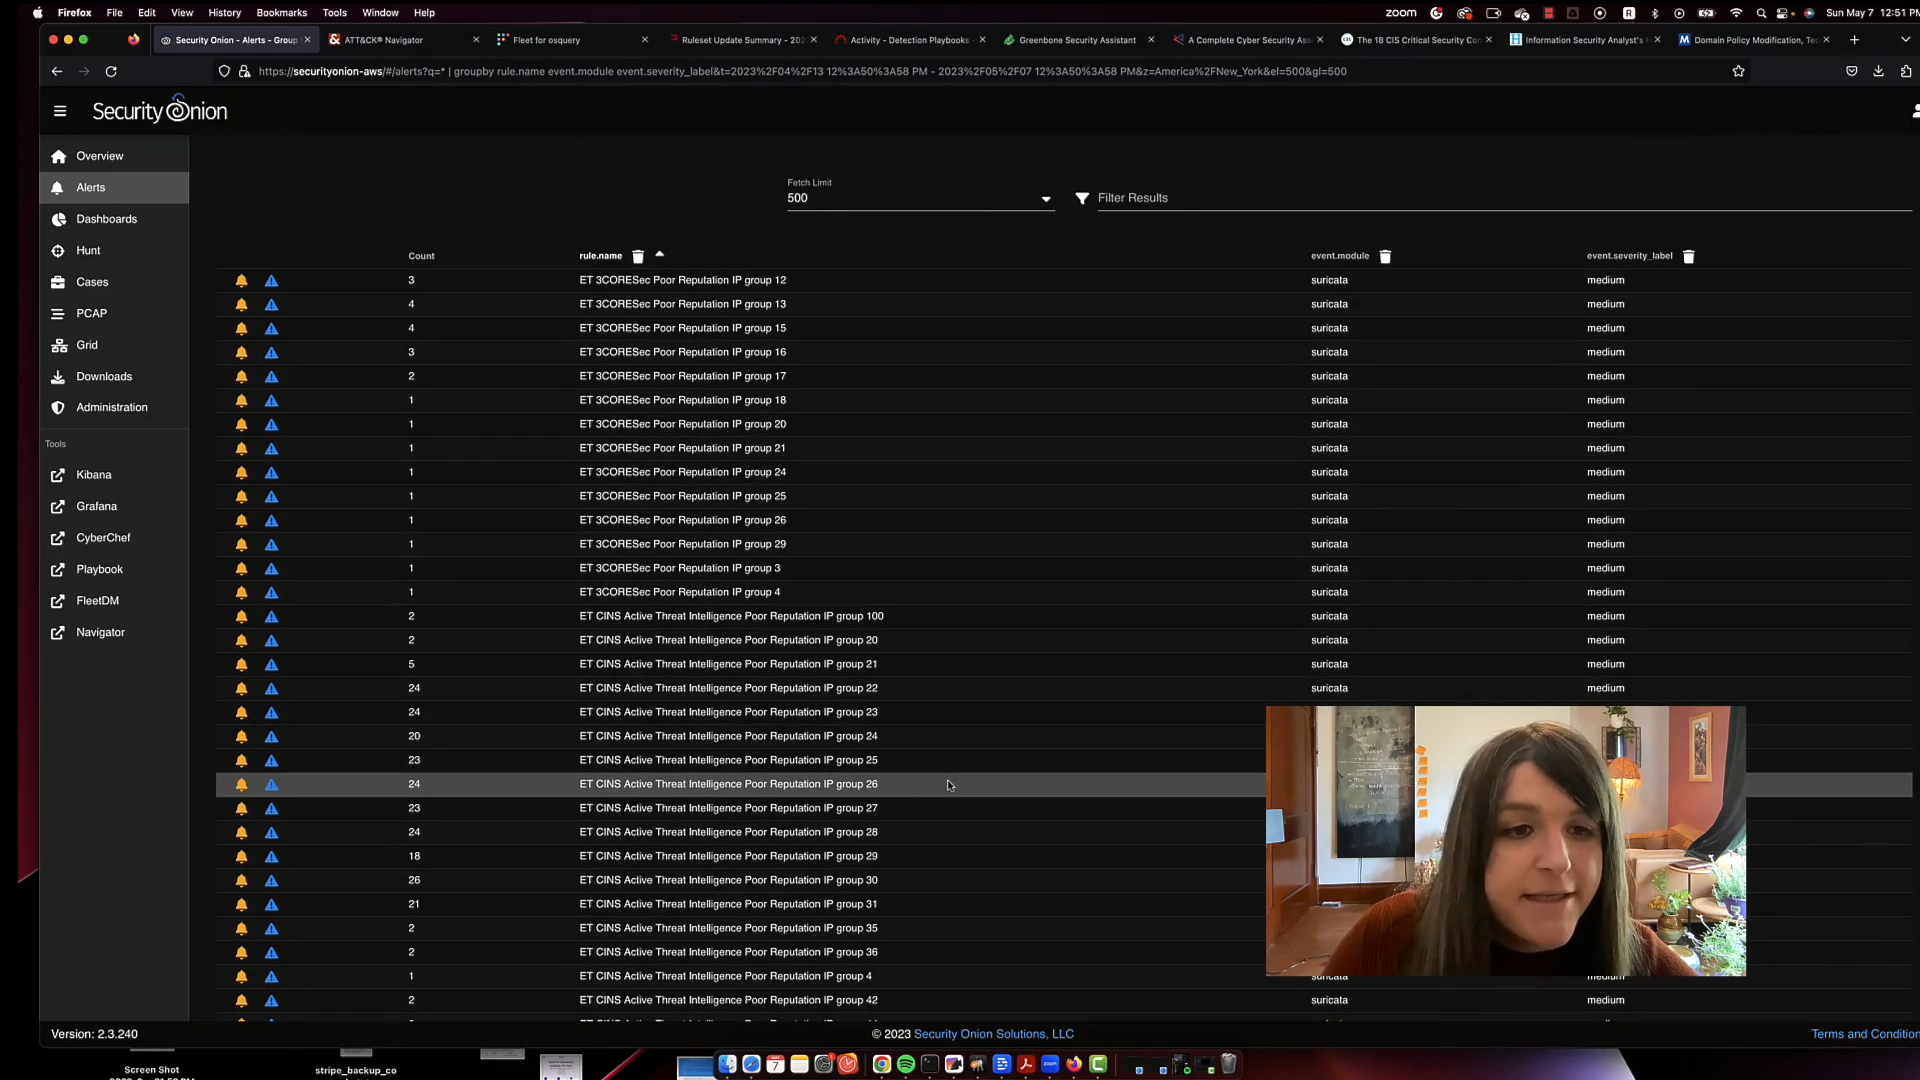 Firefox File Edit View History Bookmarks Tools Window Help
zoom
Sun May 7 12:51 PM
Security Onion - Alerts - Group
ATT&CK® Navigator
Fleet for osquery
Ruleset Update Summary - 202
Activity - Detection Playbooks -
Greenbone Security Assistant
A Complete Cyber Security Ass
The 18 CIS Critical Security Con
Information Security Analyst's H
Domain Policy Modification, Tec
https://securityonion-aws/#/alerts?q=* | groupby rule.name event.module event.severity_label&t=2023%2F04%2F13 12%3A50%3A58 PM - 2023%2F05%2F07 12%3A50%3A58 PM&z=America%2FNew_York&el=500&gl=500
Security Onion
Overview
Alerts
Dashboards
Hunt
Cases
PCAP
Grid
Downloads
Administration
Tools
Kibana
Grafana
CyberChef
Playbook
FleetDM
Navigator
Fetch Limit
500
Filter Results
Count rule.name event.module event.severity_label
3 ET 3CORESec Poor Reputation IP group 12 suricata medium
4 ET 3CORESec Poor Reputation IP group 13 suricata medium
4 ET 3CORESec Poor Reputation IP group 15 suricata medium
3 ET 3CORESec Poor Reputation IP group 16 suricata medium
2 ET 3CORESec Poor Reputation IP group 17 suricata medium
1 ET 3CORESec Poor Reputation IP group 18 suricata medium
1 ET 3CORESec Poor Reputation IP group 20 suricata medium
1 ET 3CORESec Poor Reputation IP group 21 suricata medium
1 ET 3CORESec Poor Reputation IP group 24 suricata medium
1 ET 3CORESec Poor Reputation IP group 25 suricata medium
1 ET 3CORESec Poor Reputation IP group 26 suricata medium
1 ET 3CORESec Poor Reputation IP group 29 suricata medium
1 ET 3CORESec Poor Reputation IP group 3 suricata medium
1 ET 3CORESec Poor Reputation IP group 4 suricata medium
2 ET CINS Active Threat Intelligence Poor Reputation IP group 100 suricata medium
2 ET CINS Active Threat Intelligence Poor Reputation IP group 20 suricata medium
5 ET CINS Active Threat Intelligence Poor Reputation IP group 21 suricata medium
24 ET CINS Active Threat Intelligence Poor Reputation IP group 22 suricata medium
24 ET CINS Active Threat Intelligence Poor Reputation IP group 23
20 ET CINS Active Threat Intelligence Poor Reputation IP group 24
23 ET CINS Active Threat Intelligence Poor Reputation IP group 25
24 ET CINS Active Threat Intelligence Poor Reputation IP group 26
23 ET CINS Active Threat Intelligence Poor Reputation IP group 27
24 ET CINS Active Threat Intelligence Poor Reputation IP group 28
18 ET CINS Active Threat Intelligence Poor Reputation IP group 29
26 ET CINS Active Threat Intelligence Poor Reputation IP group 30
21 ET CINS Active Threat Intelligence Poor Reputation IP group 31
2 ET CINS Active Threat Intelligence Poor Reputation IP group 35
2 ET CINS Active Threat Intelligence Poor Reputation IP group 36
1 ET CINS Active Threat Intelligence Poor Reputation IP group 4 suricata medium
2 ET CINS Active Threat Intelligence Poor Reputation IP group 42 suricata medium
Version: 2.3.240
© 2023 Security Onion Solutions, LLC
Terms and Condition
Screen Shot
stripe_backup_co